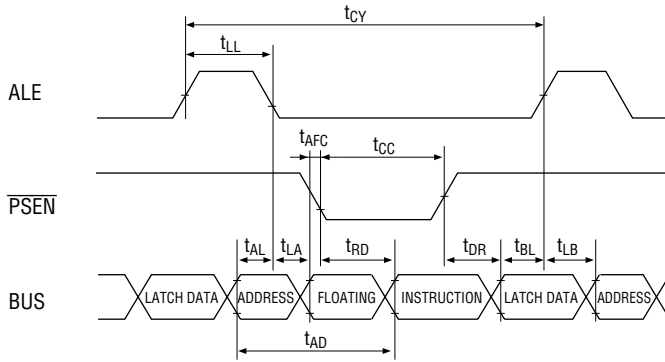 tCY
tLL
ALE
tAFC
tCC
PSEN
tAL
tLA
tRD
tDR
tBL
tLB
BUS
LATCH DATA
ADDRESS
FLOATING
INSTRUCTION
LATCH DATA
ADDRESS
tAD